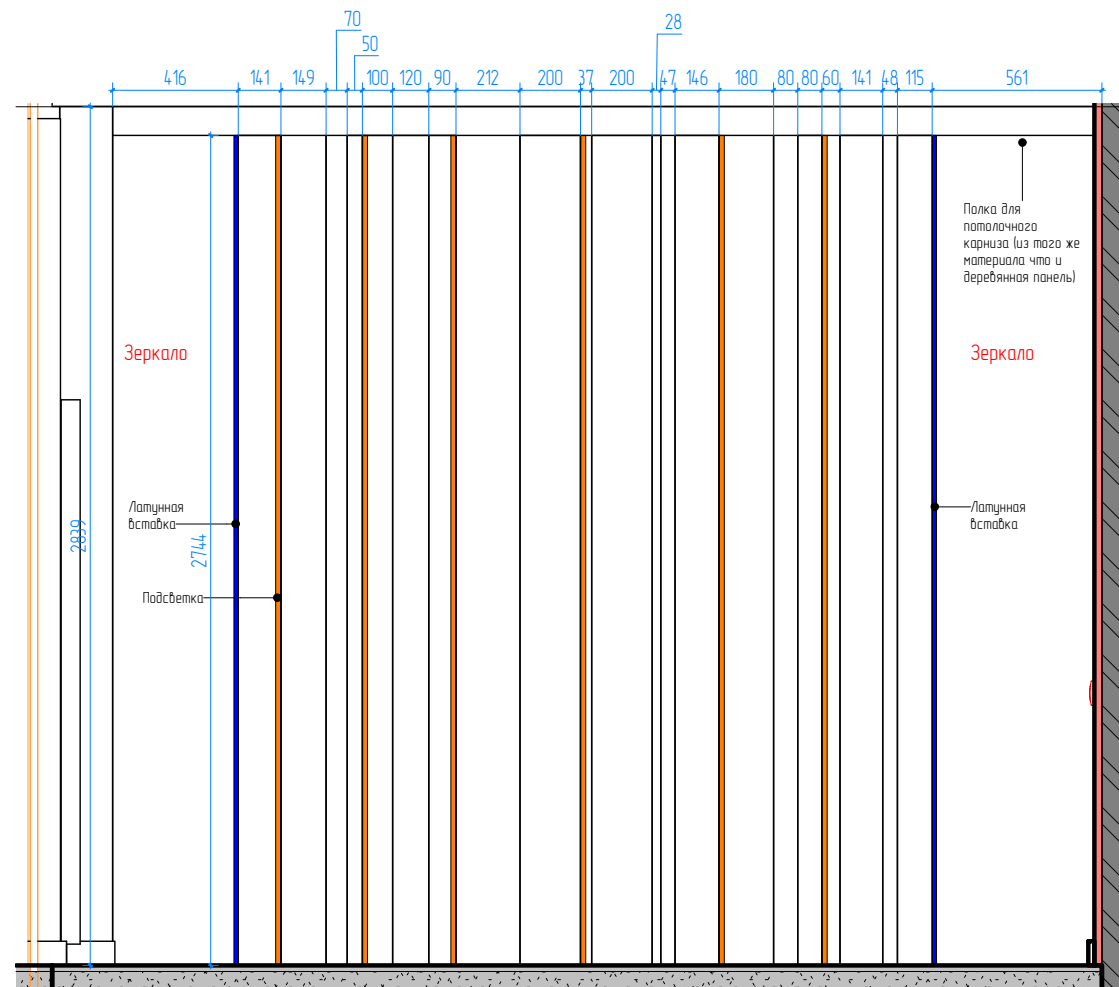 70
28
50
416
141
149
100
120
90
212
200
37
200
47
146
180
80
80
60
141
48
115
561
Полка для
потолочного
карниза (из того же
материала что и
деревянная панель)
Зеркало
Зеркало
Латунная
вставка
Латунная
вставка
2839
2744
Подсветка